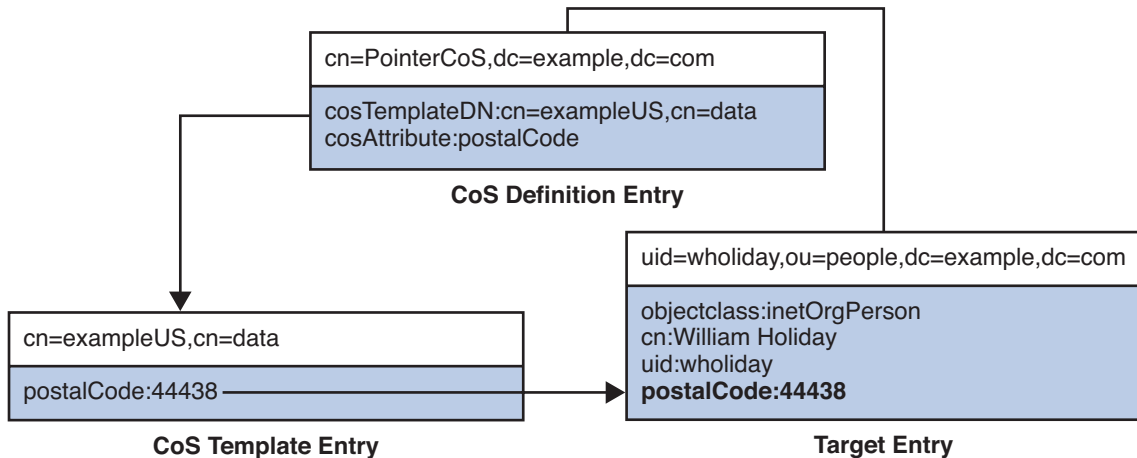 cn=PointerCoS,dc=example,dc=com
cosTemplateDN:cn=exampleUS,cn=data
cosAttribute:postalCode
CoS Definition Entry
uid=wholiday,ou=people,dc=example,dc=com
objectclass:inetOrgPerson
cn:William Holiday
uid:wholiday
postalCode:44438
Target Entry
cn=exampleUS,cn=data
postalCode:44438
CoS Template Entry